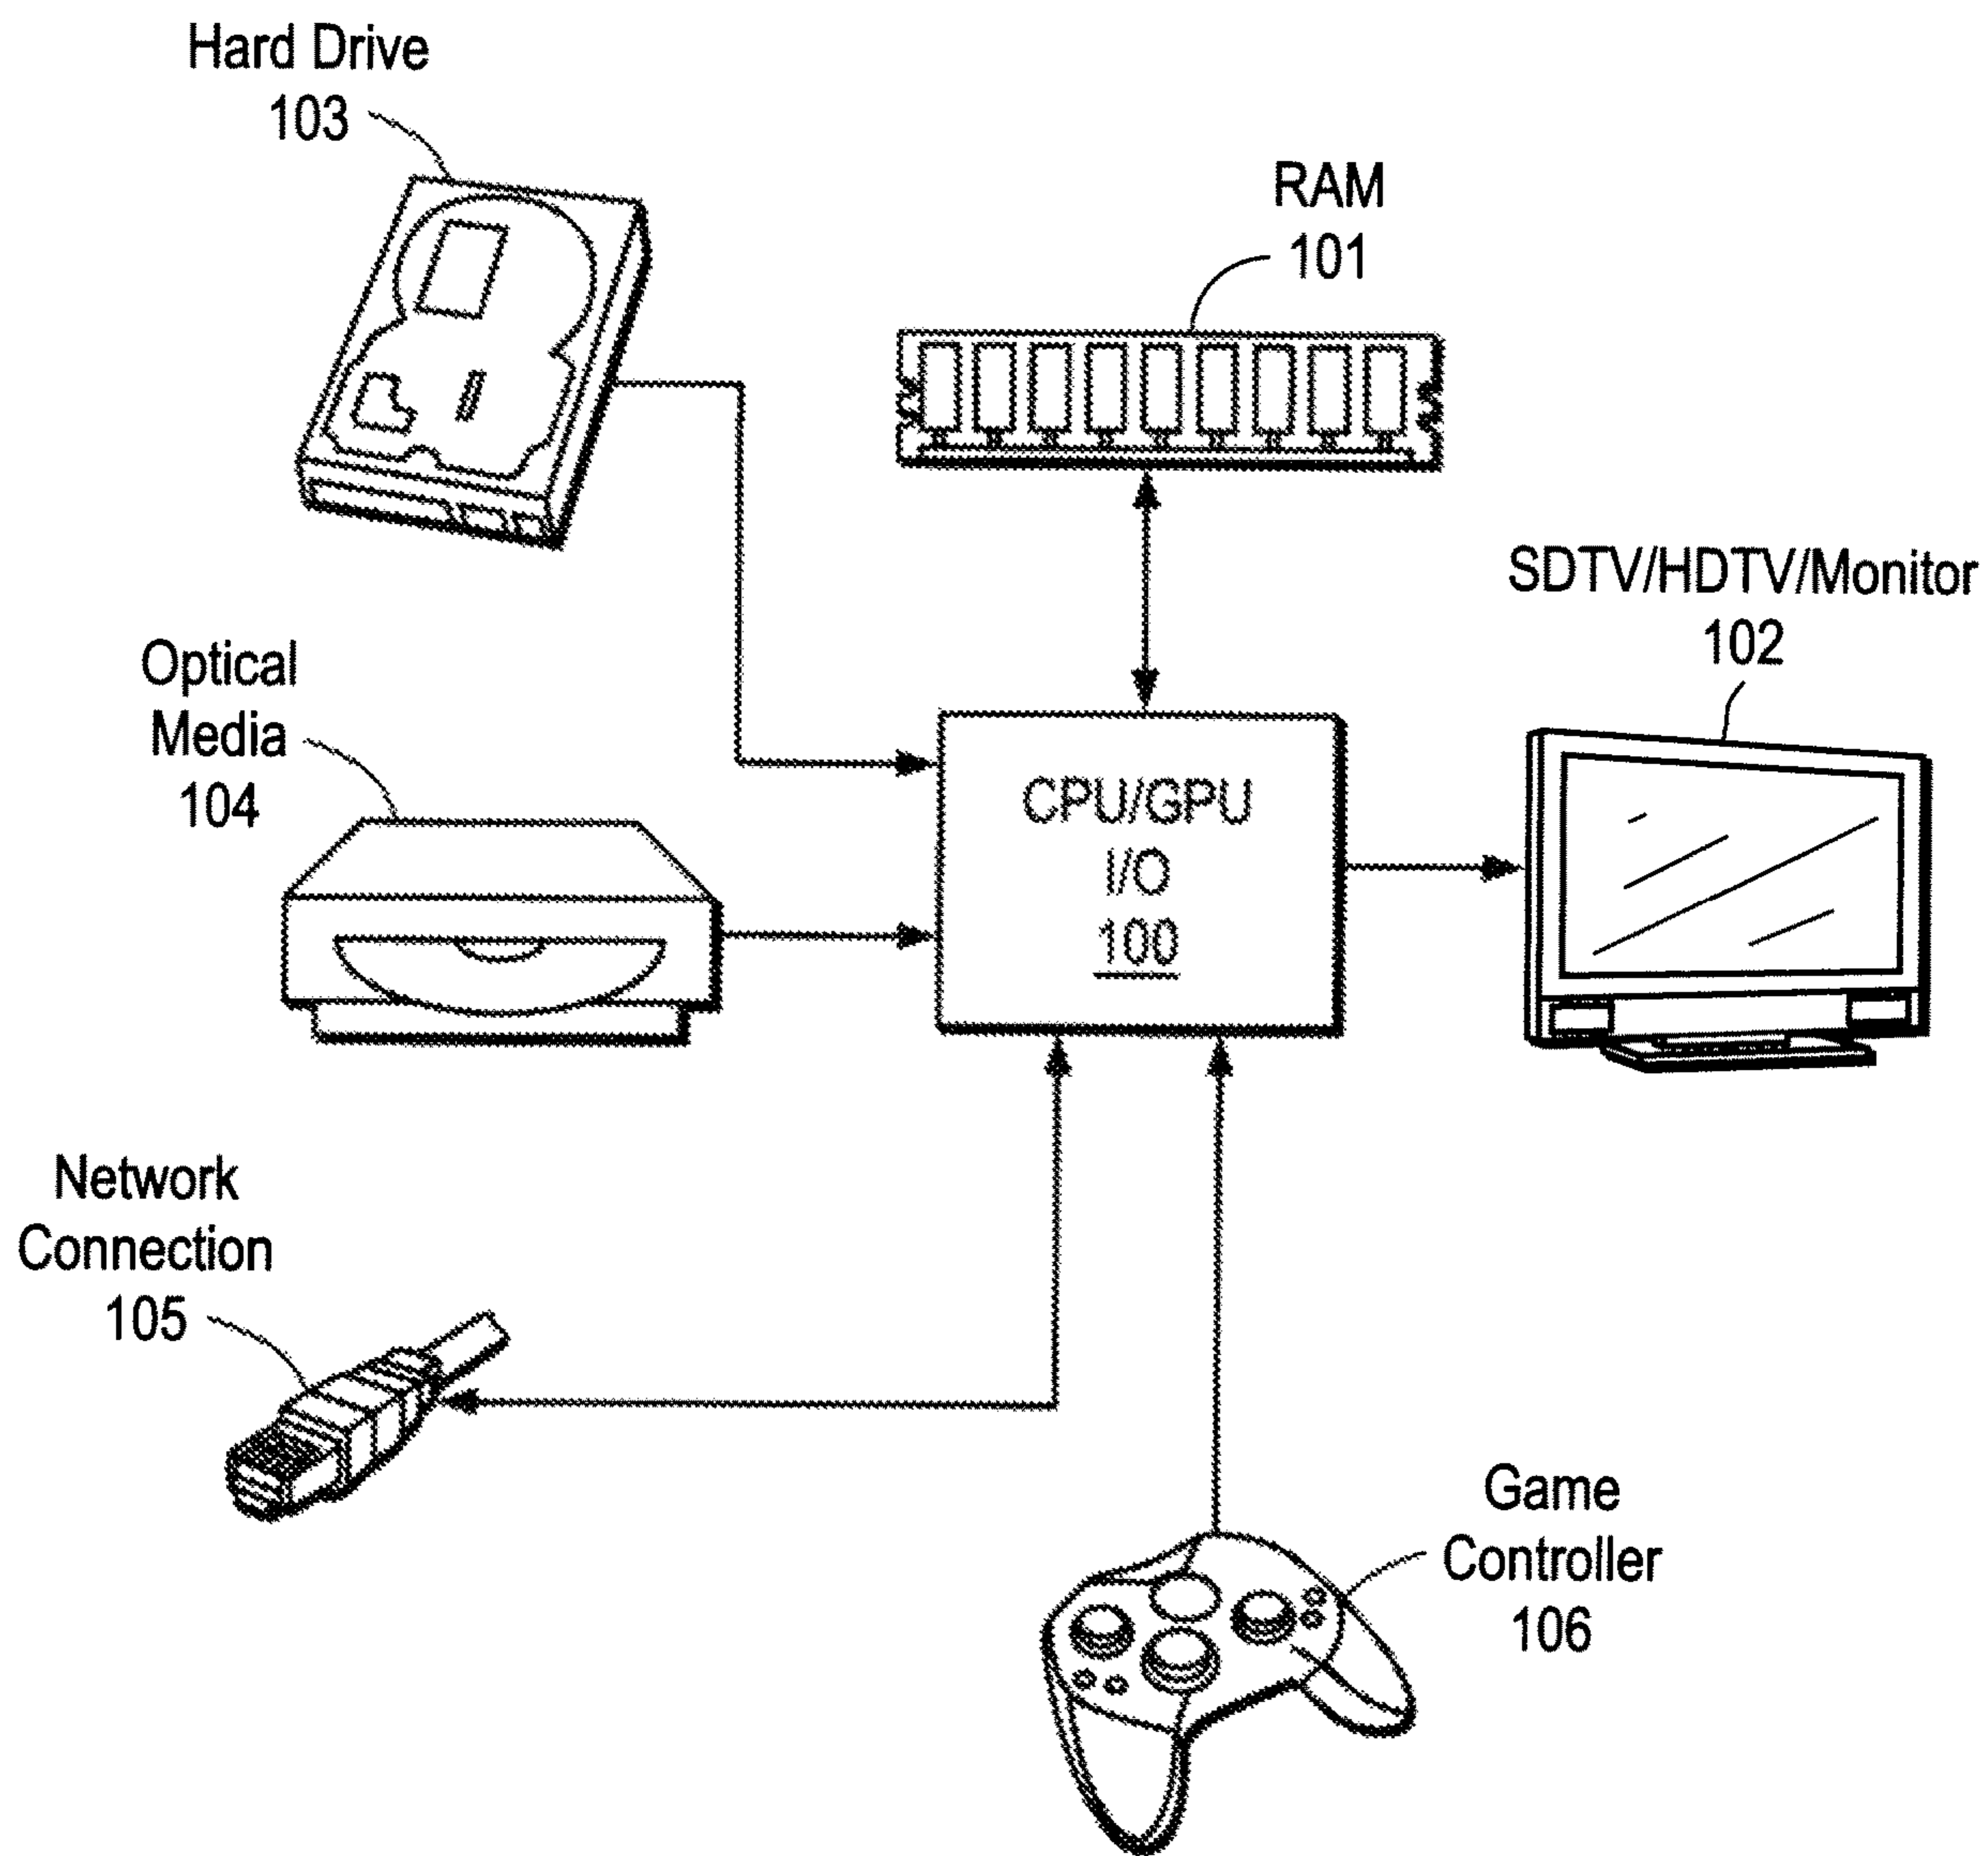 Hard Drive
103
RAM
101
SDTV/HDTV/Monitor
102
Optical
Media
104
CPU/GPU
I/O
100
Network
Connection
105
Game
Controller
106